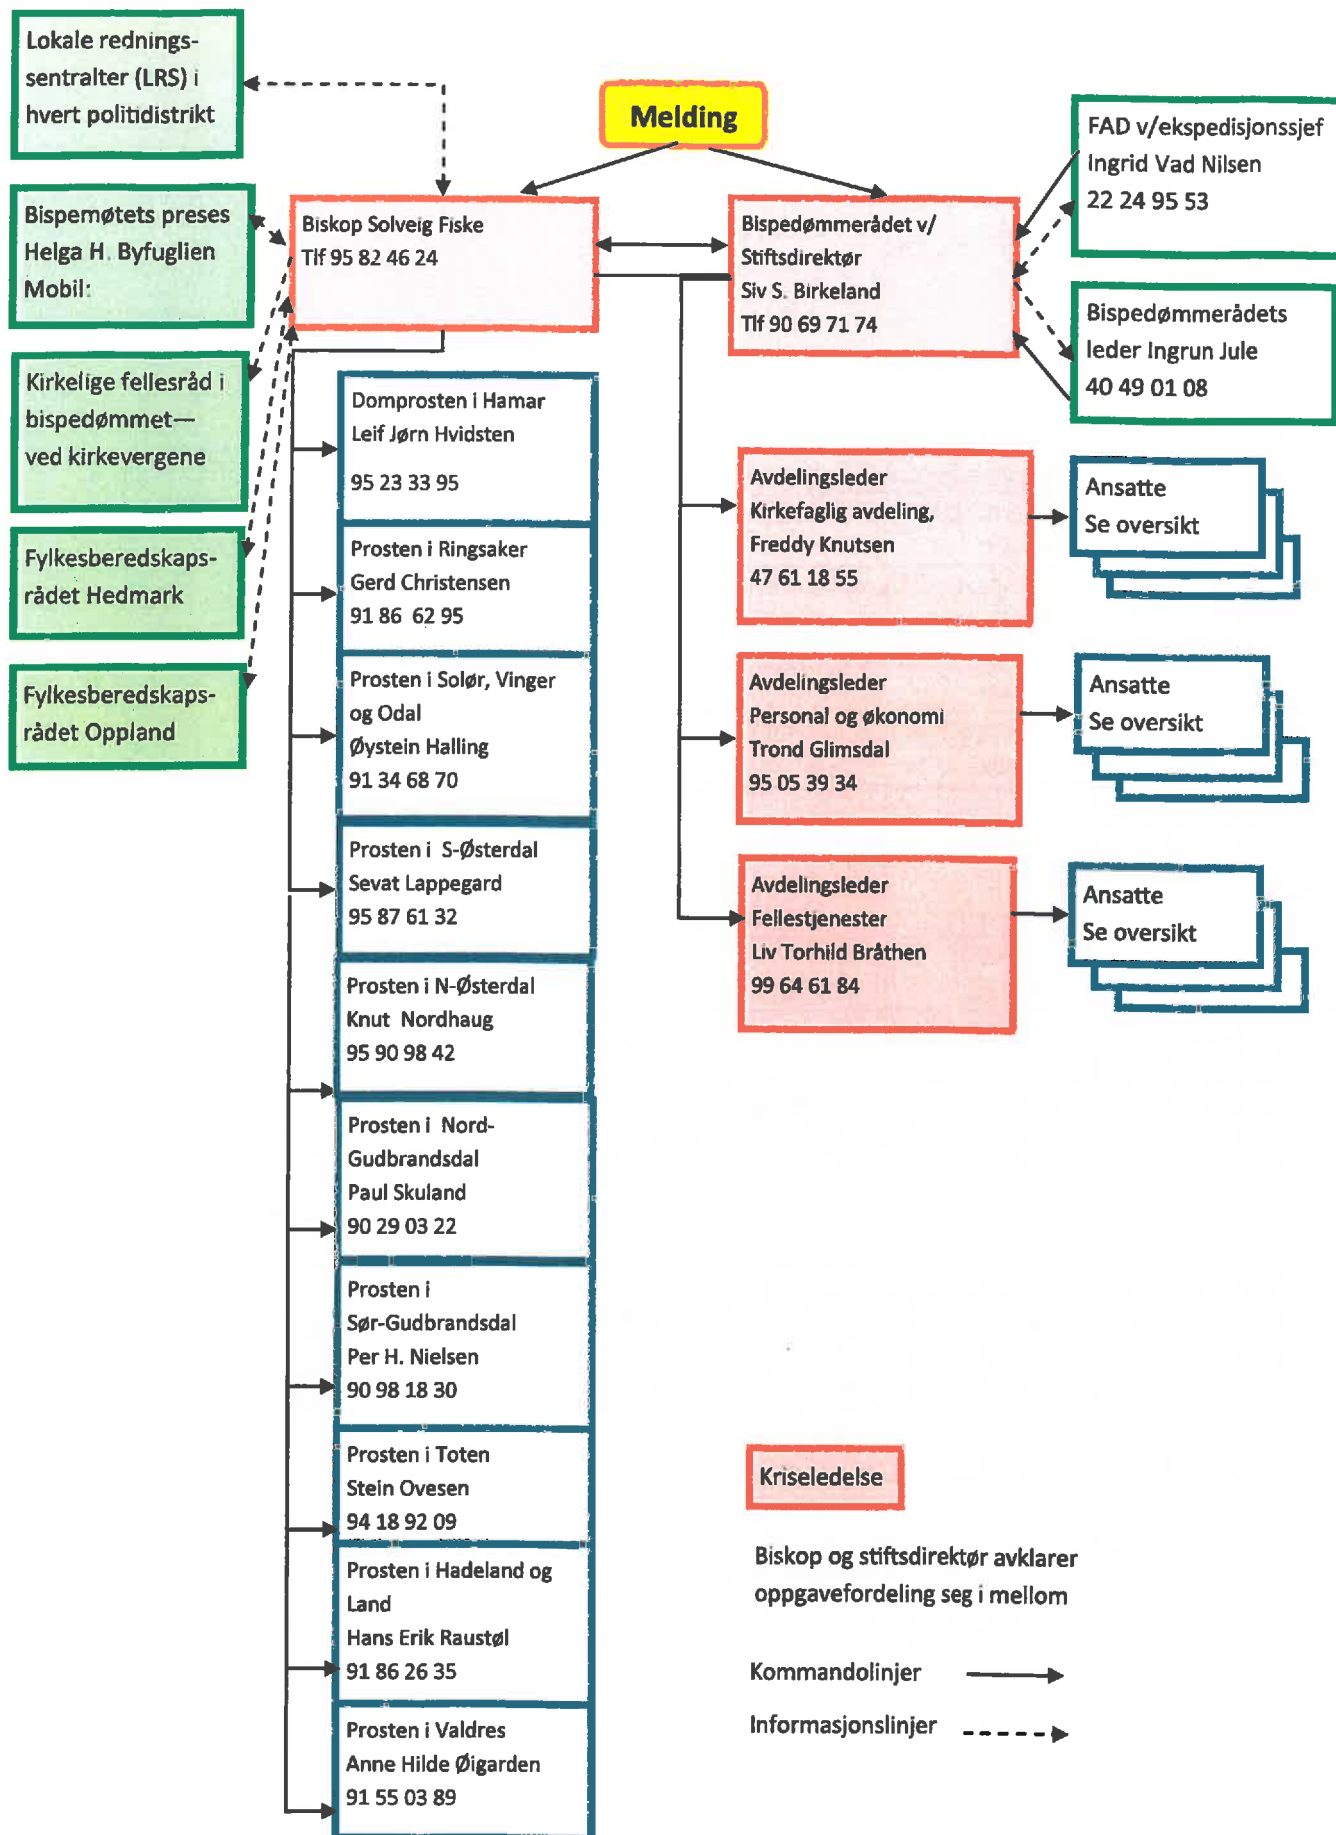 Lokale rednings-
sentralter (LRS) i
hvert politidistrikt
Melding
FAD v/ekspedisjonssjef
Ingrid Vad Nilsen
22 24 95 53
Bispemøtets preses
Helga H. Byfuglien
Mobil:
Biskop Solveig Fiske
Tlf 95 82 46 24
Bispedømmerådet v/
Stiftsdirektør
Siv S. Birkeland
Tlf 90 69 71 74
Bispedømmerådets
leder Ingrun Jule
40 49 01 08
Kirkelige fellesråd i
bispedømmet—
ved kirkevergene
Fylkesberedskaps-
rådet Hedmark
Fylkesberedskaps-
rådet Oppland
Domprosten i Hamar
Leif Jørn Hvidsten
95 23 33 95
Prosten i Ringsaker
Gerd Christensen
91 86 62 95
Prosten i Solør, Vinger
og Odal
Øystein Halling
91 34 68 70
Prosten i S-Østerdal
Sevat Lappegard
95 87 61 32
Prosten i N-Østerdal
Knut Nordhaug
95 90 98 42
Prosten i Nord-
Gudbrandsdal
Paul Skuland
90 29 03 22
Prosten i
Sør-Gudbrandsdal
Per H. Nielsen
90 98 18 30
Prosten i Toten
Stein Ovesen
94 18 92 09
Prosten i Hadeland og
Land
Hans Erik Raustøl
91 86 26 35
Prosten i Valdres
Anne Hilde Øigarden
91 55 03 89
Avdelingsleder
Kirkefaglig avdeling,
Freddy Knutsen
47 61 18 55
Ansatte
Se oversikt
Avdelingsleder
Personal og økonomi
Trond Glimsdal
95 05 39 34
Ansatte
Se oversikt
Avdelingsleder
Fellestjenester
Liv Torhild Bråthen
99 64 61 84
Ansatte
Se oversikt
Kriseledelse
Biskop og stiftsdirektør avklarer
oppgavefordeling seg i mellom
Kommandolinjer
Informasjonslinjer